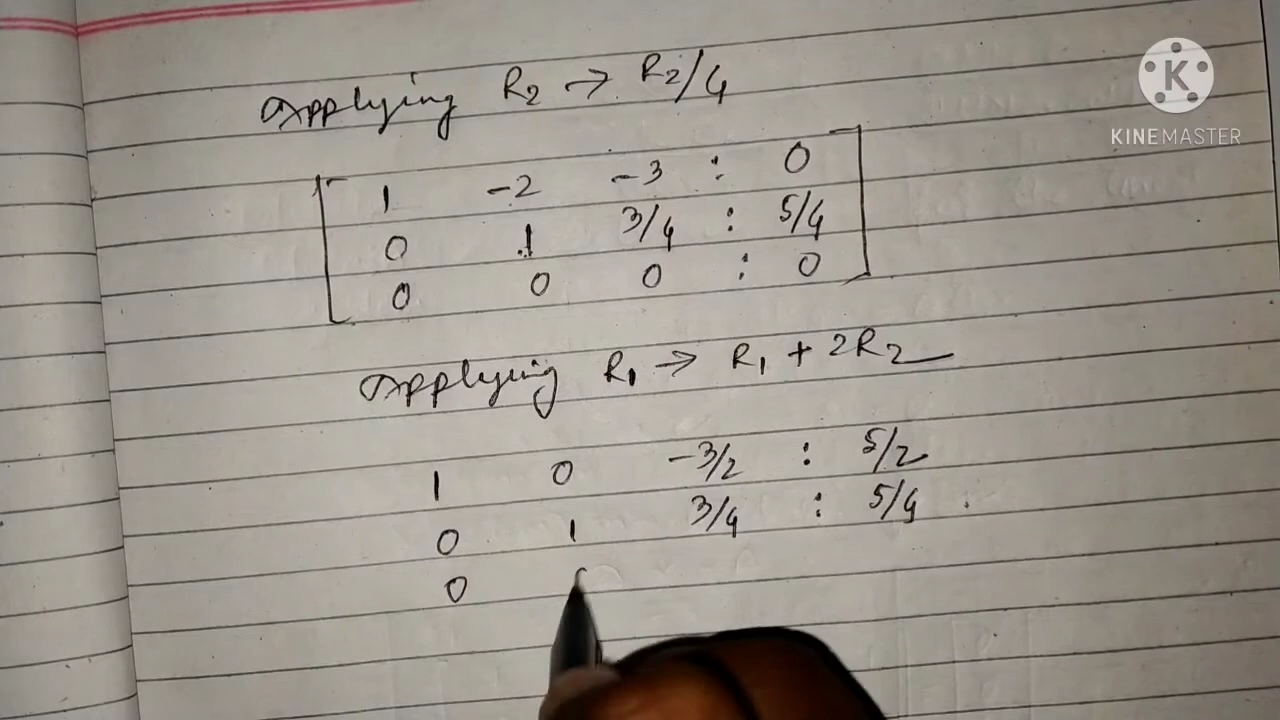 Applying R2 → R2/4
K
KINEMASTER
1 -2 -3 : 0
0 1 3/4 : 5/4
0 0 0 : 0
Applying R1 → R1 + 2R2
1 0 -3/2 : 5/2
0 1 3/4 : 5/4
0